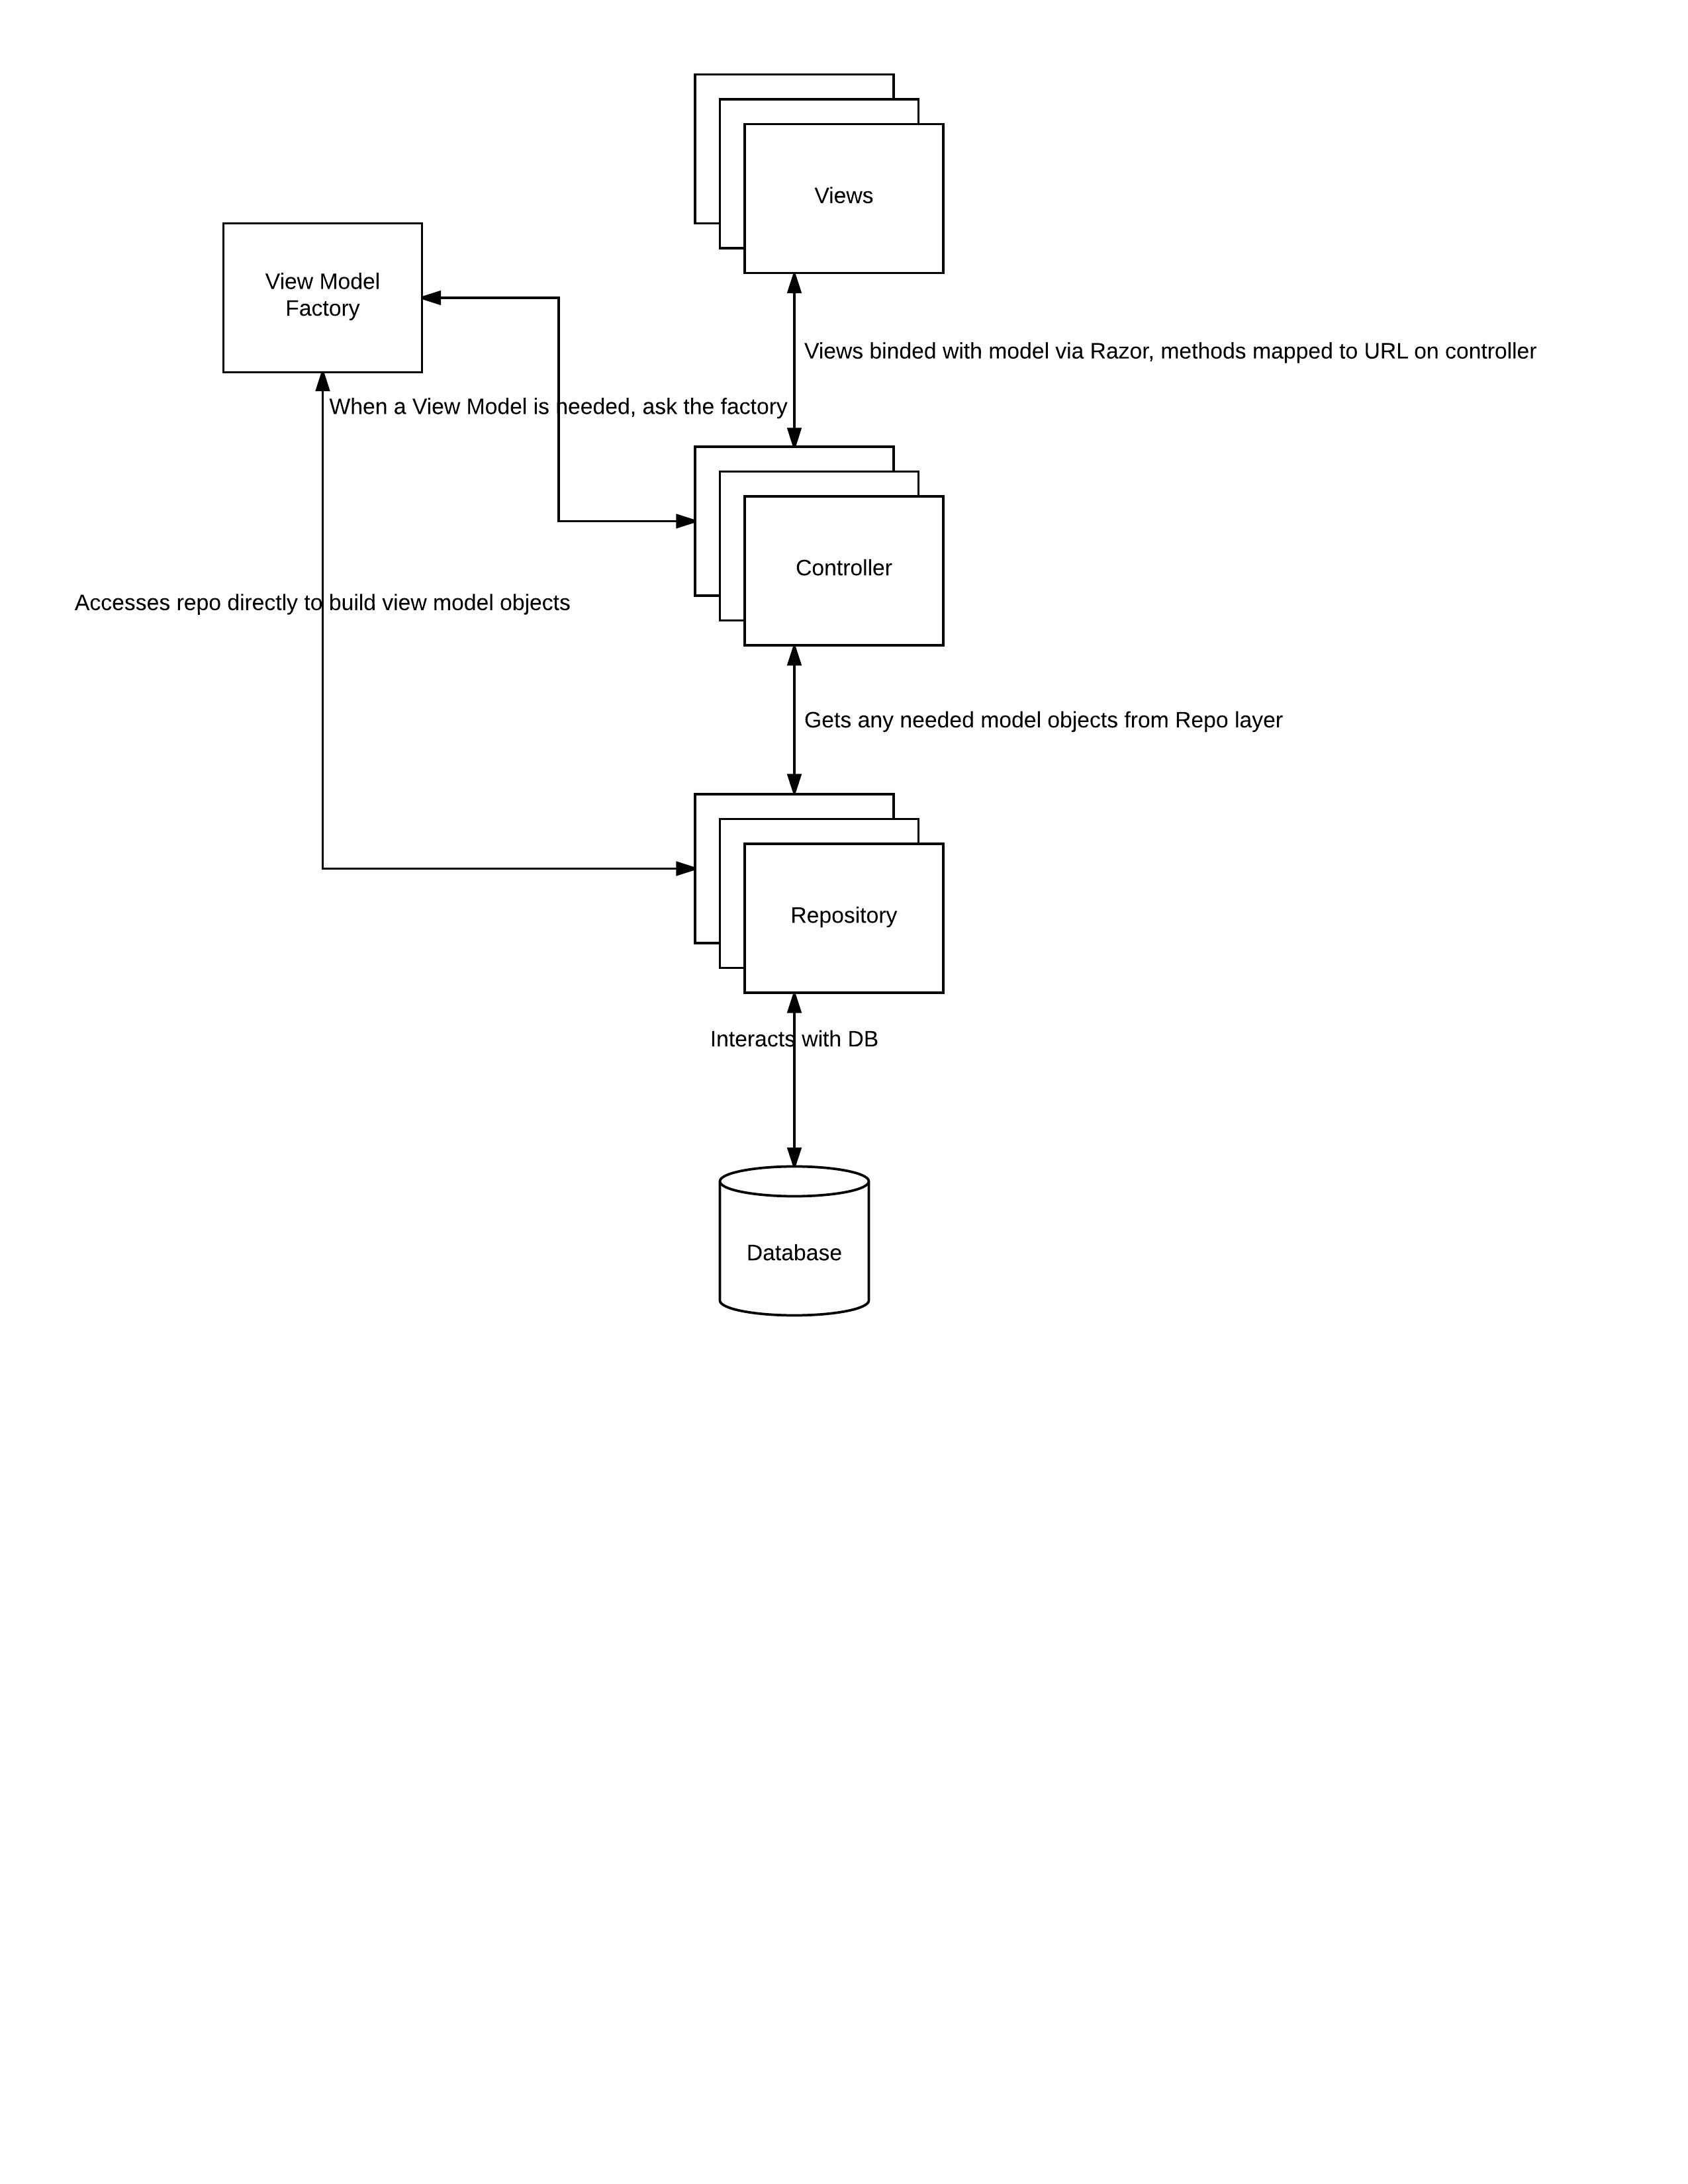 Views
View Model
Factory
Views binded with model via Razor, methods mapped to URL on controller
When a View Model is needed, ask the factory
Controller
Accesses repo directly to build view model objects
Gets any needed model objects from Repo layer
Repository
Interacts with DB
Database